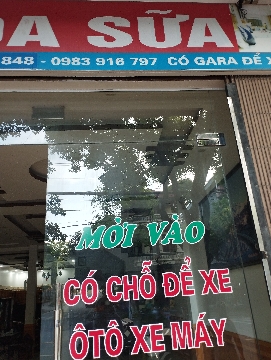 OA SỮA
848 - 0983 916 797 CÓ GARA ĐỂ X
MỜI VÀO
CÓ CHỖ ĐỂ XE
ÔTÔ XE MÁY